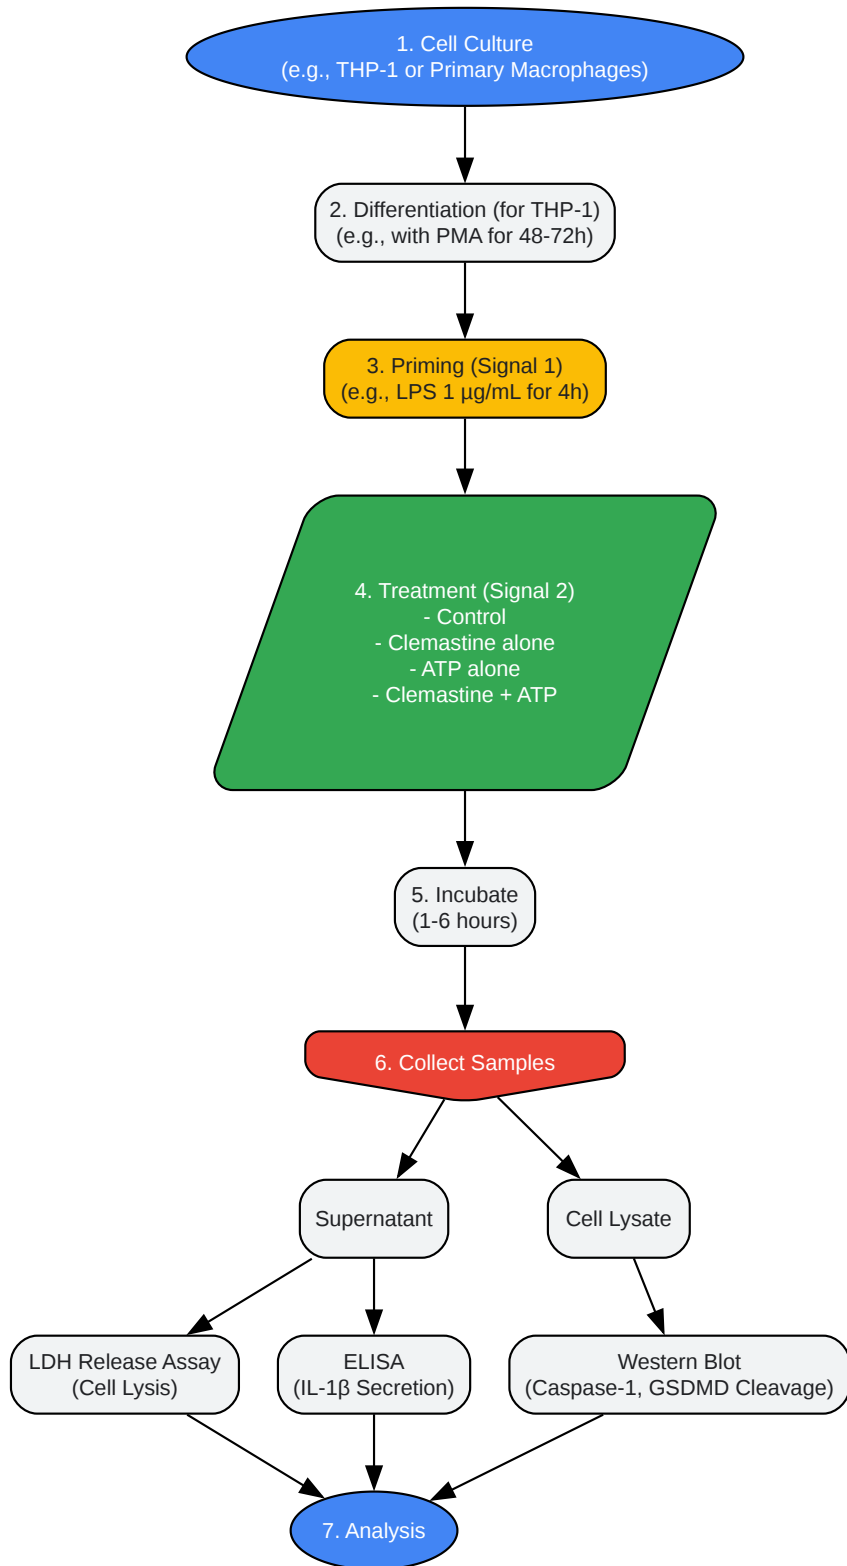 1. Cell Culture
(e.g., THP-1 or Primary Macrophages)
2. Differentiation (for THP-1)
(e.g., with PMA for 48-72h)
3. Priming (Signal 1)
(e.g., LPS 1 µg/mL for 4h)
4. Treatment (Signal 2)
- Control
- Clemastine alone
- ATP alone
- Clemastine + ATP
5. Incubate
(1-6 hours)
6. Collect Samples
Supernatant
Cell Lysate
LDH Release Assay
(Cell Lysis)
ELISA
(IL-1β Secretion)
Western Blot
(Caspase-1, GSDMD Cleavage)
7. Analysis